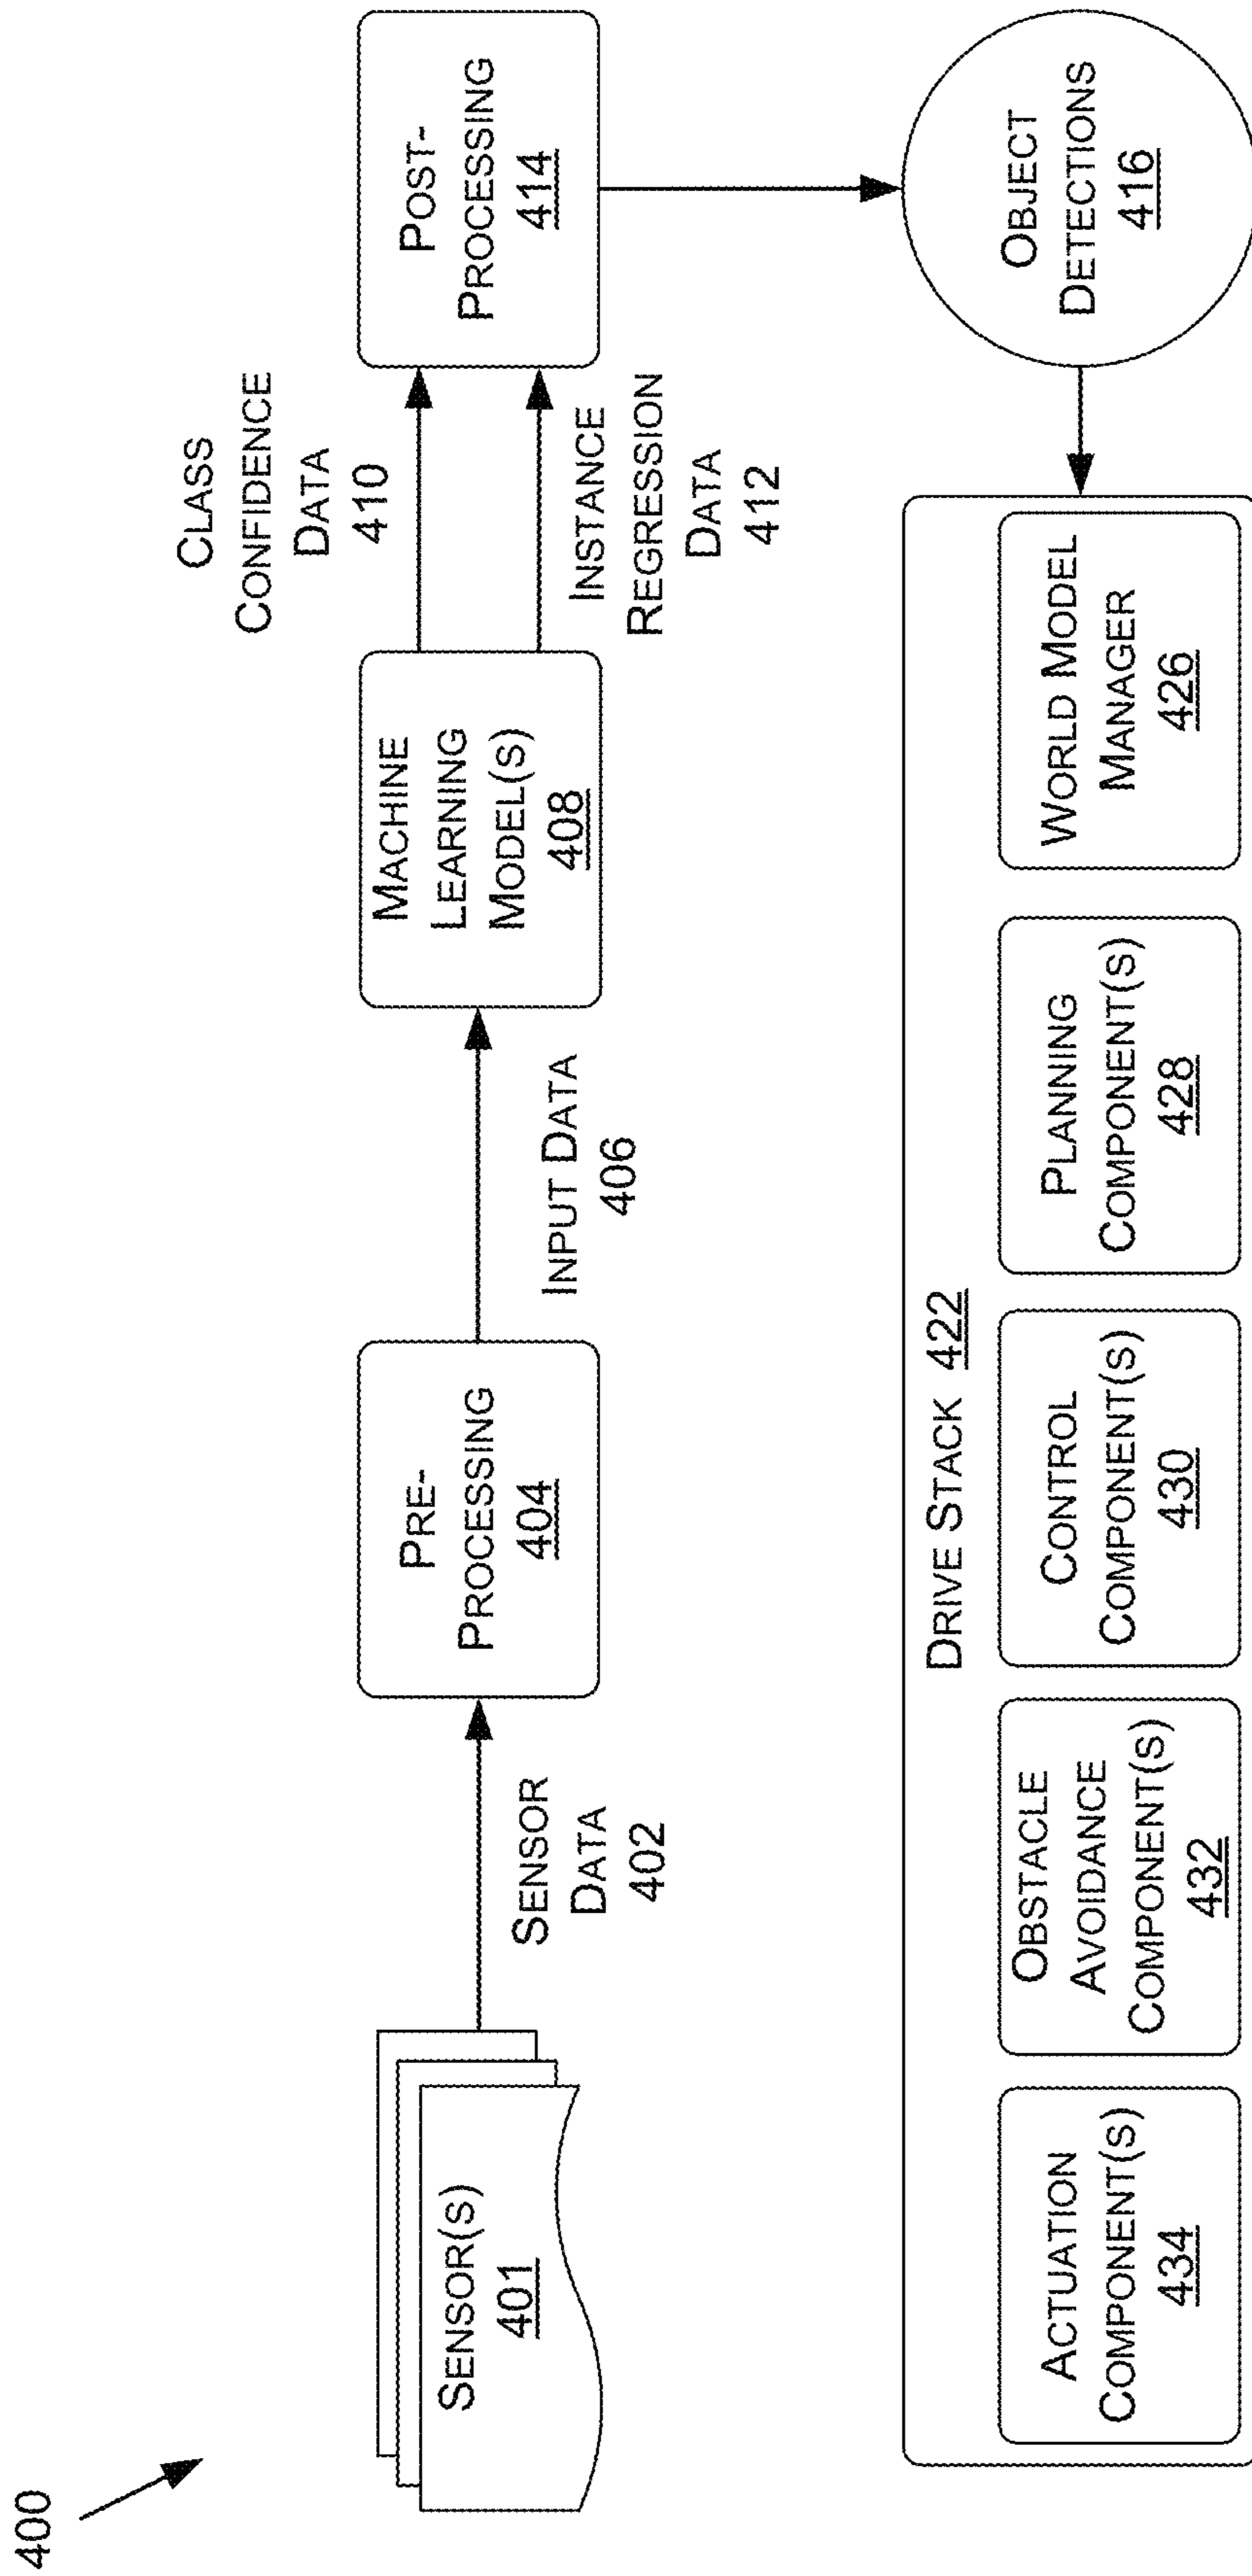 400
SENSOR(S)
401
SENSOR
DATA
402
PRE-
PROCESSING
404
INPUT DATA
406
MACHINE
LEARNING
MODEL(S)
408
CLASS
CONFIDENCE
DATA
410
INSTANCE
REGRESSION
DATA
412
POST-
PROCESSING
414
OBJECT
DETECTIONS
416
DRIVE STACK 422
ACTUATION
COMPONENT(S)
434
OBSTACLE
AVOIDANCE
COMPONENT(S)
432
CONTROL
COMPONENT(S)
430
PLANNING
COMPONENT(S)
428
WORLD MODEL
MANAGER
426